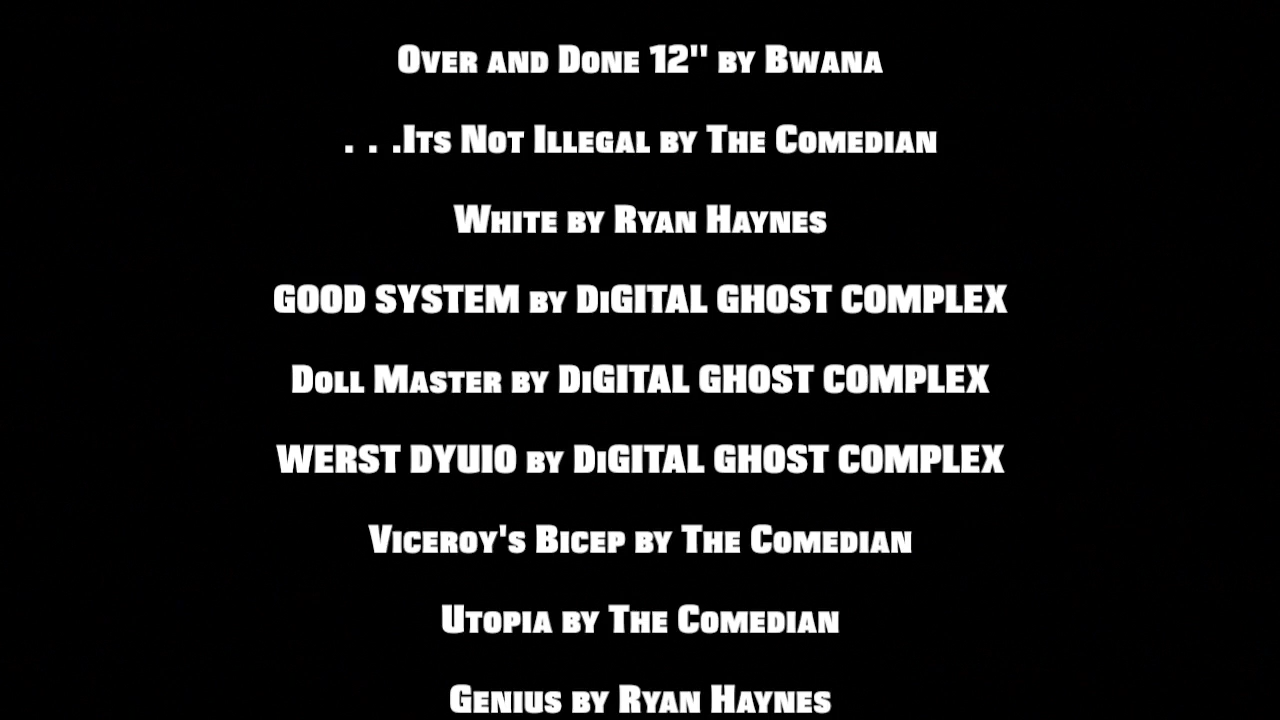 Over and Done 12" by Bwana
. . .Its Not Illegal by The Comedian
White by Ryan Haynes
GOOD SYSTEM by DiGITAL GHOST COMPLEX
Doll Master by DiGITAL GHOST COMPLEX
WERST DYUIO by DiGITAL GHOST COMPLEX
Viceroy's Bicep by The Comedian
Utopia by The Comedian
Genius by Ryan Haynes